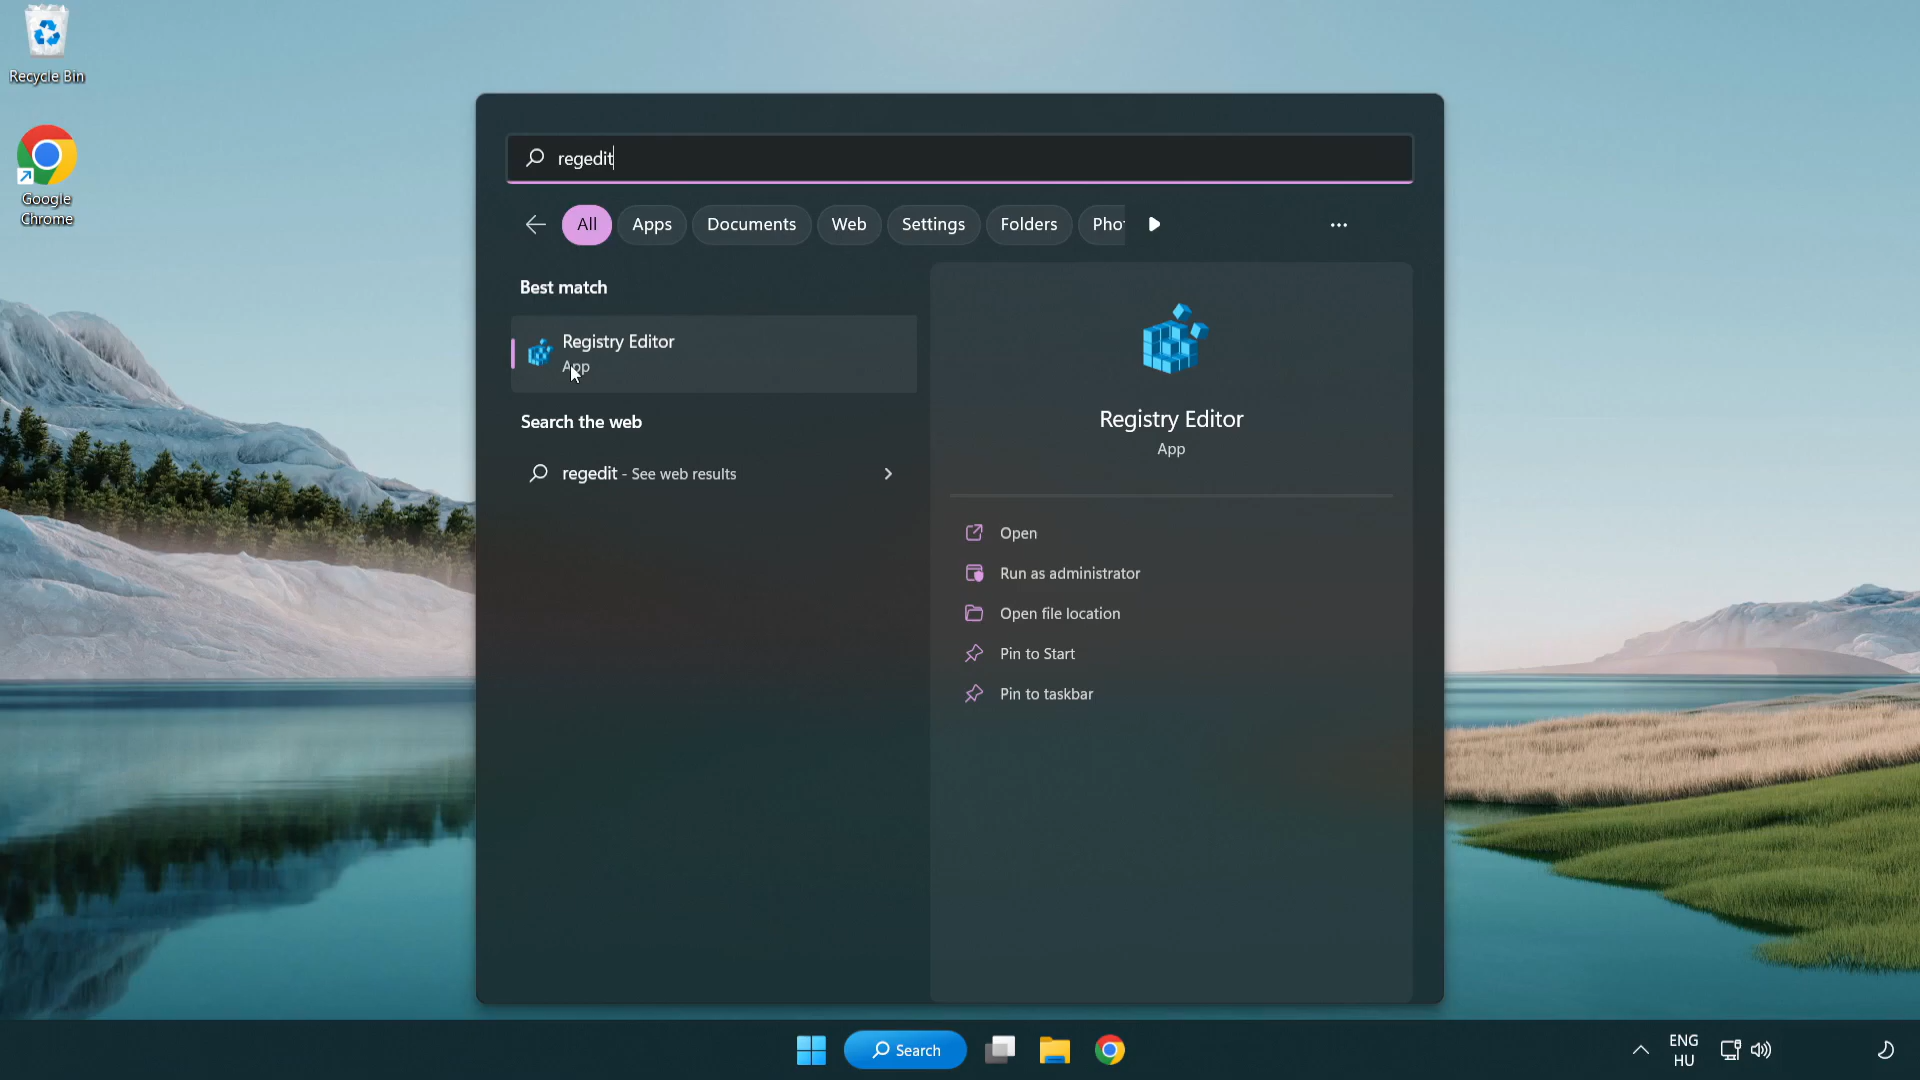 Recycle Bin
Google
Chrome
regedit
All
Apps
Documents
Web
Settings
Folders
Pho
Best match
Registry Editor
App
Search the web
regedit - See web results
Registry Editor
App
Open
Run as administrator
Open file location
Pin to Start
Pin to taskbar
Search
ENG
HU